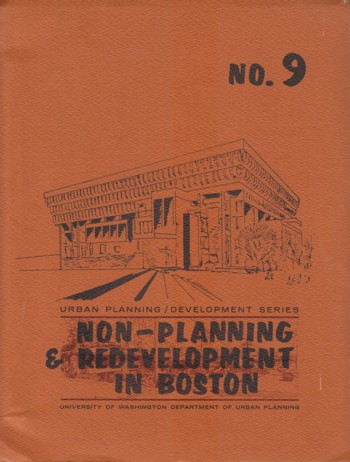 NO. 9
URBAN PLANNING/DEVELOPMENT SERIES
NON-PLANNING
& REDEVELOPMENT
IN BOSTON
UNIVERSITY OF WASHINGTON DEPARTMENT OF URBAN PLANNING